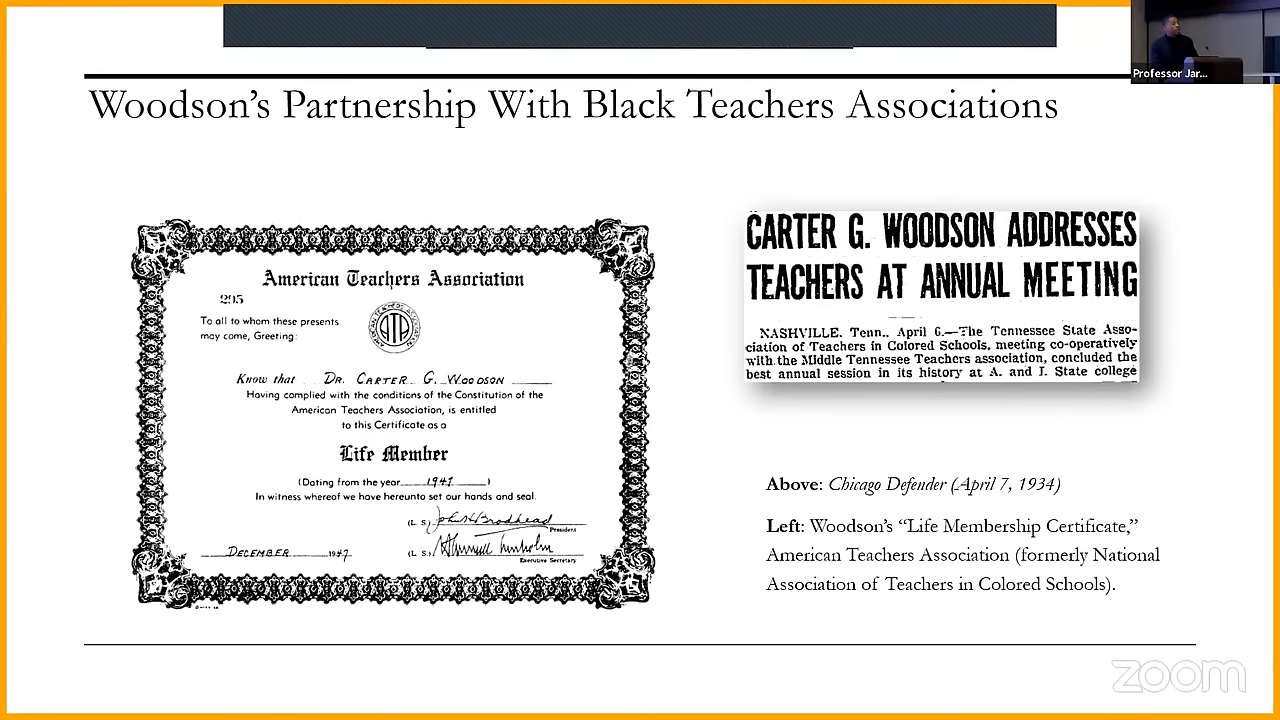 Professor Jar...
Woodson's Partnership With Black Teachers Associations
American Teachers Association
295
To all to whom these presents
may come, Greeting:
ATA
Know that DR. CARTER G. WOODSON
Having complied with the conditions of the Constitution of the
American Teachers Association, is entitled
to this Certificate as a
Life Member
(Dating from the year 1947)
In witness whereof we have hereunto set our hands and seal.
(L. S.)
President
DECEMBER 1947
(L. S.)
Executive Secretary
CARTER G. WOODSON ADDRESSES
TEACHERS AT ANNUAL MEETING
NASHVILLE, Tenn., April 6.—The Tennessee State Asso-
ciation of Teachers in Colored Schools, meeting co-operatively
with the Middle Tennessee Teachers association, concluded the
best annual session in its history at A. and I. State college
Above: Chicago Defender (April 7, 1934)
Left: Woodson's “Life Membership Certificate,”
American Teachers Association (formerly National
Association of Teachers in Colored Schools).
zoom